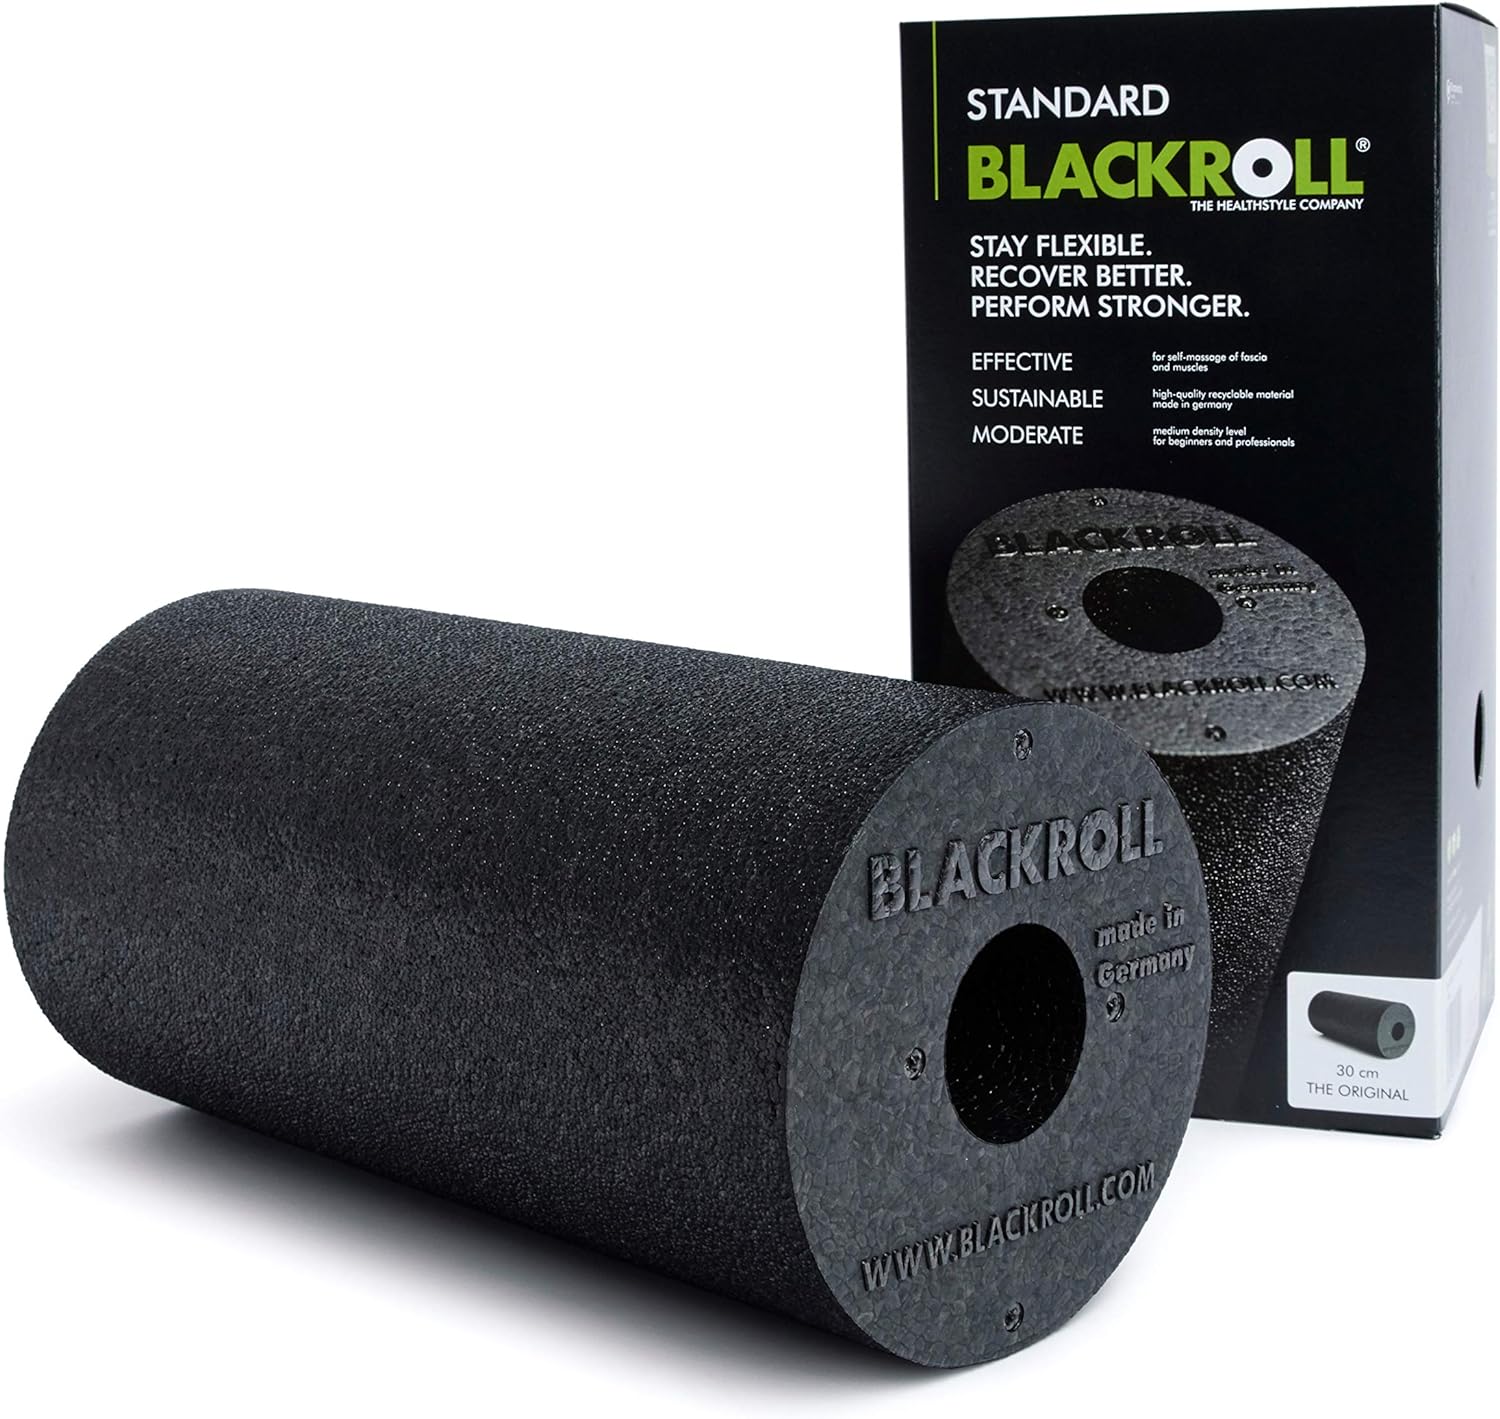 STANDARD
BLACKROLL®
THE HEALTHSTYLE COMPANY
STAY FLEXIBLE.
RECOVER BETTER.
PERFORM STRONGER.
EFFECTIVE
for self-massage of fascia
and muscles
SUSTAINABLE
high-quality recyclable material
made in germany
MODERATE
medium density level
for beginners and professionals
BLACKROLL
made in
Germany
WWW.BLACKROLL.COM
30 cm
THE ORIGINAL
BLACKROLL
made in
Germany
WWW.BLACKROLL.COM